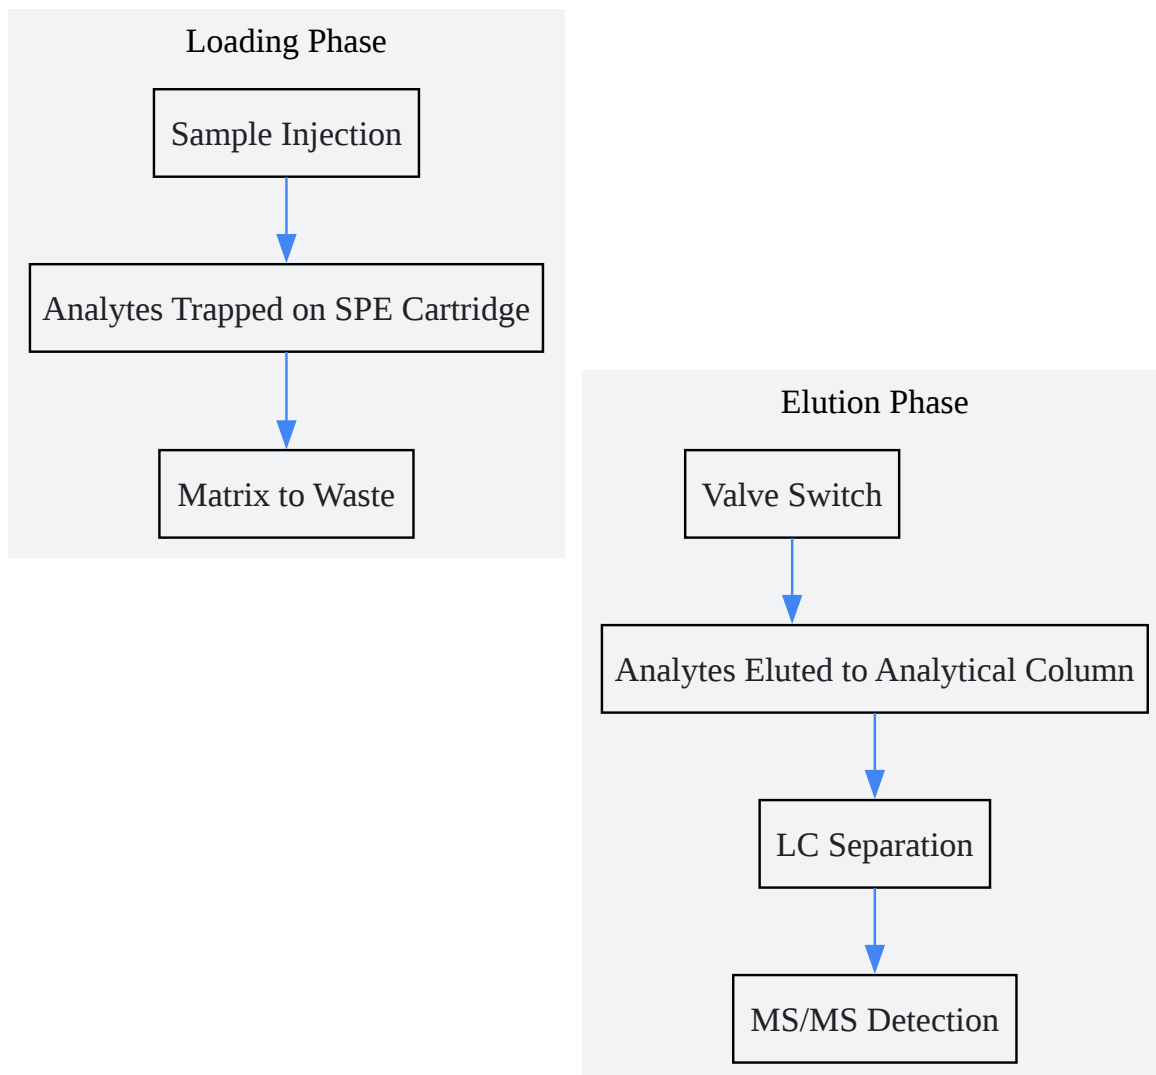 Loading Phase
Sample Injection
Analytes Trapped on SPE Cartridge
Matrix to Waste
Elution Phase
Valve Switch
Analytes Eluted to Analytical Column
LC Separation
MS/MS Detection